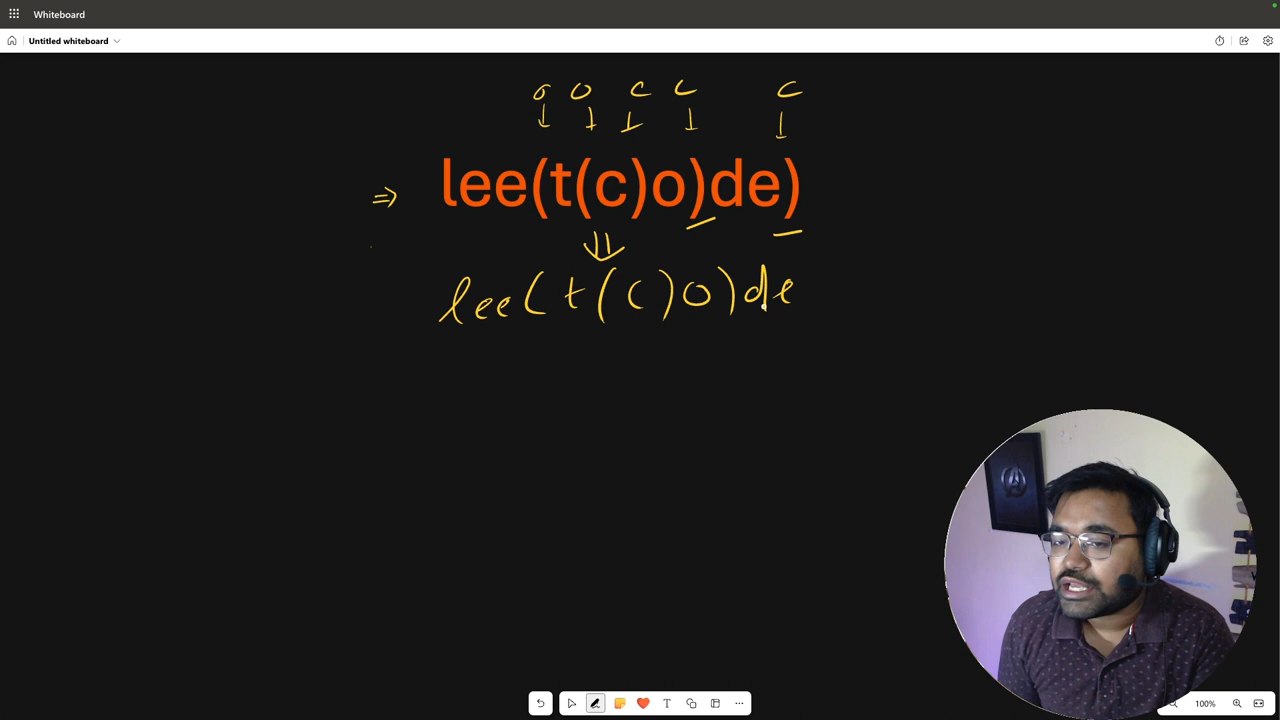 Whiteboard
Untitled whiteboard
o o c c c
lee(t(c)o)de)
lee(t(c)o)de
T
100%